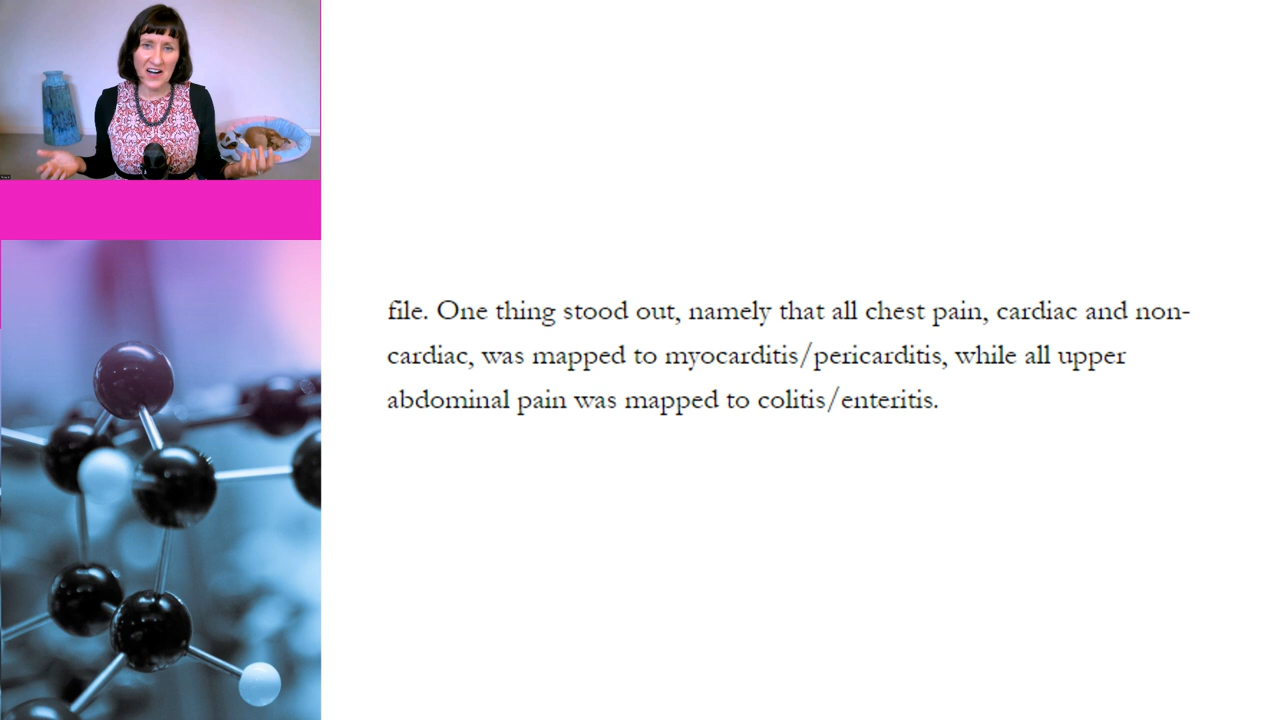 file. One thing stood out, namely that all chest pain, cardiac and non-
cardiac, was mapped to myocarditis/pericarditis, while all upper
abdominal pain was mapped to colitis/enteritis.